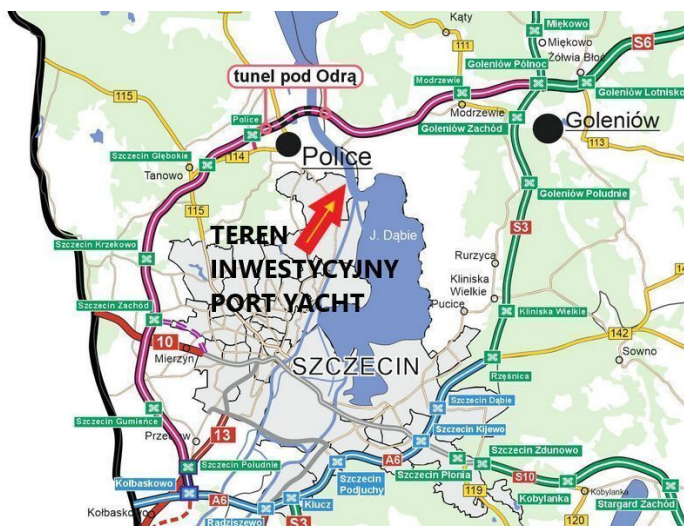 Kąty
Miękowo
Miękowo
S6
Żółwia Błoć
111
Goleniów Północ
tunel pod Odrą
Modrzewie
Goleniów Lotnisko
115
Modrzewie
Police
Goleniów Zachód
Goleniów
Szczecin Głębokie
114
Police
113
Tanowo
Goleniów Południe
115
TEREN
INWESTYCYJNY
PORT YACHT
J. Dąbie
S3
Szczecin Krzekowo
Rurzyca
Kliniska
Wielkie
Pucice
Szczecin Zachód
Kliniska Wielkie
10
142
Mierzyn
SZCZECIN
Rzęśnica
Sowno
Szczecin Dąbie
Szczecin Gumieńce
13
Szczecin Kijewo
Przecław
Szczecin Zdunowo
Szczecin Południe
A6
Szczecin Płonia
Kołbaskowo
Szczecin
Podjuchy
S10
A6
Klucz
119
Kobylanka
Kobylanka
Kołbaskowo
Radziszewo
S3
120
Stargard Zachód